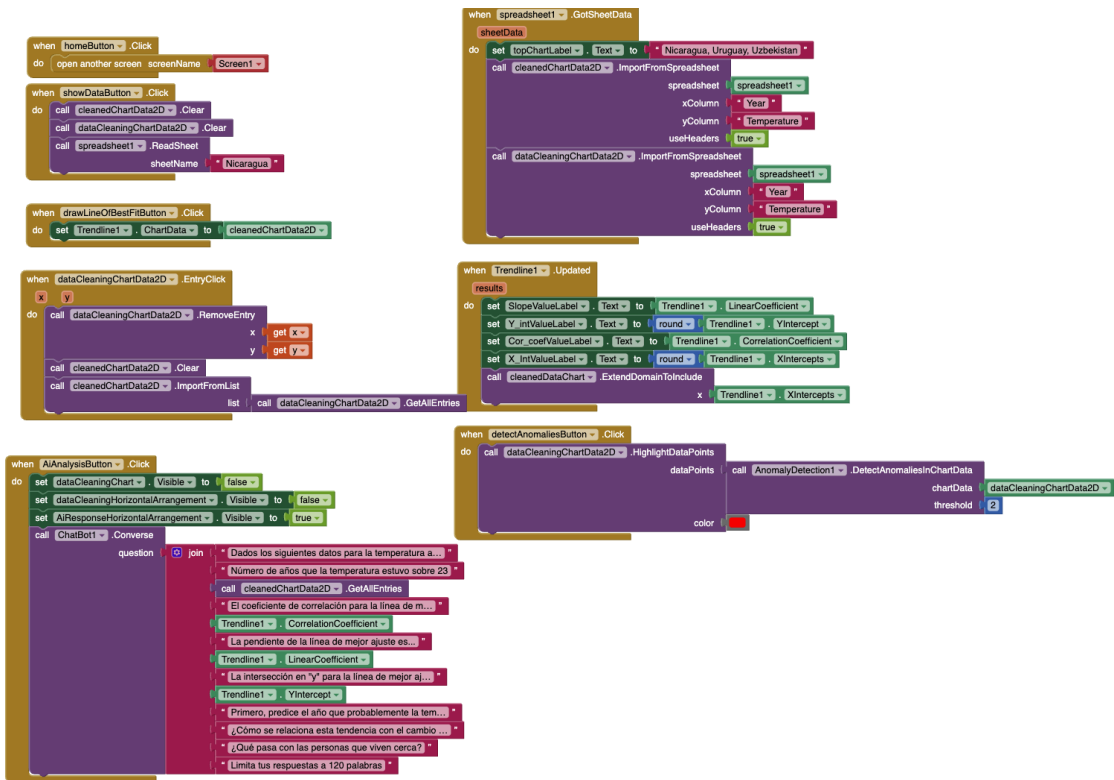 when homeButton .Click
do open another screen screenName Screen1
when showDataButton .Click
do call cleanedChartData2D .Clear
call dataCleaningChartData2D .Clear
call spreadsheet1 .ReadSheet
sheetName " Nicaragua "
when drawLineOfBestFitButton .Click
do set Trendline1 . ChartData to cleanedChartData2D
when dataCleaningChartData2D .EntryClick
x y
do call dataCleaningChartData2D .RemoveEntry
x get x
y get y
call cleanedChartData2D .Clear
call cleanedChartData2D .ImportFromList
list call dataCleaningChartData2D .GetAllEntries
when AiAnalysisButton .Click
do set dataCleaningChart . Visible to false
set dataCleaningHorizontalArrangement . Visible to false
set AiResponseHorizontalArrangement . Visible to true
call ChatBot1 .Converse
question join " Dados los siguientes datos para la temperatura a... "
" Número de años que la temperatura estuvo sobre 23 "
call cleanedChartData2D .GetAllEntries
" El coeficiente de correlación para la línea de m... "
Trendline1 . CorrelationCoefficient
" La pendiente de la línea de mejor ajuste es... "
Trendline1 . LinearCoefficient
" La intersección en "y" para la línea de mejor aj... "
Trendline1 . YIntercept
" Primero, predice el año que probablemente la tem... "
" ¿Cómo se relaciona esta tendencia con el cambio ... "
" ¿Qué pasa con las personas que viven cerca? "
" Limita tus respuestas a 120 palabras "
when spreadsheet1 .GotSheetData
sheetData
do set topChartLabel . Text to " Nicaragua, Uruguay, Uzbekistan "
call cleanedChartData2D .ImportFromSpreadsheet
spreadsheet spreadsheet1
xColumn " Year "
yColumn " Temperature "
useHeaders true
call dataCleaningChartData2D .ImportFromSpreadsheet
spreadsheet spreadsheet1
xColumn " Year "
yColumn " Temperature "
useHeaders true
when Trendline1 .Updated
results
do set SlopeValueLabel . Text to Trendline1 . LinearCoefficient
set Y_intValueLabel . Text to round Trendline1 . YIntercept
set Cor_coefValueLabel . Text to Trendline1 . CorrelationCoefficient
set X_IntValueLabel . Text to round Trendline1 . XIntercepts
call cleanedDataChart .ExtendDomainToInclude
x Trendline1 . XIntercepts
when detectAnomaliesButton .Click
do call dataCleaningChartData2D .HighlightDataPoints
dataPoints call AnomalyDetection1 .DetectAnomaliesInChartData
chartData dataCleaningChartData2D
threshold 2
color